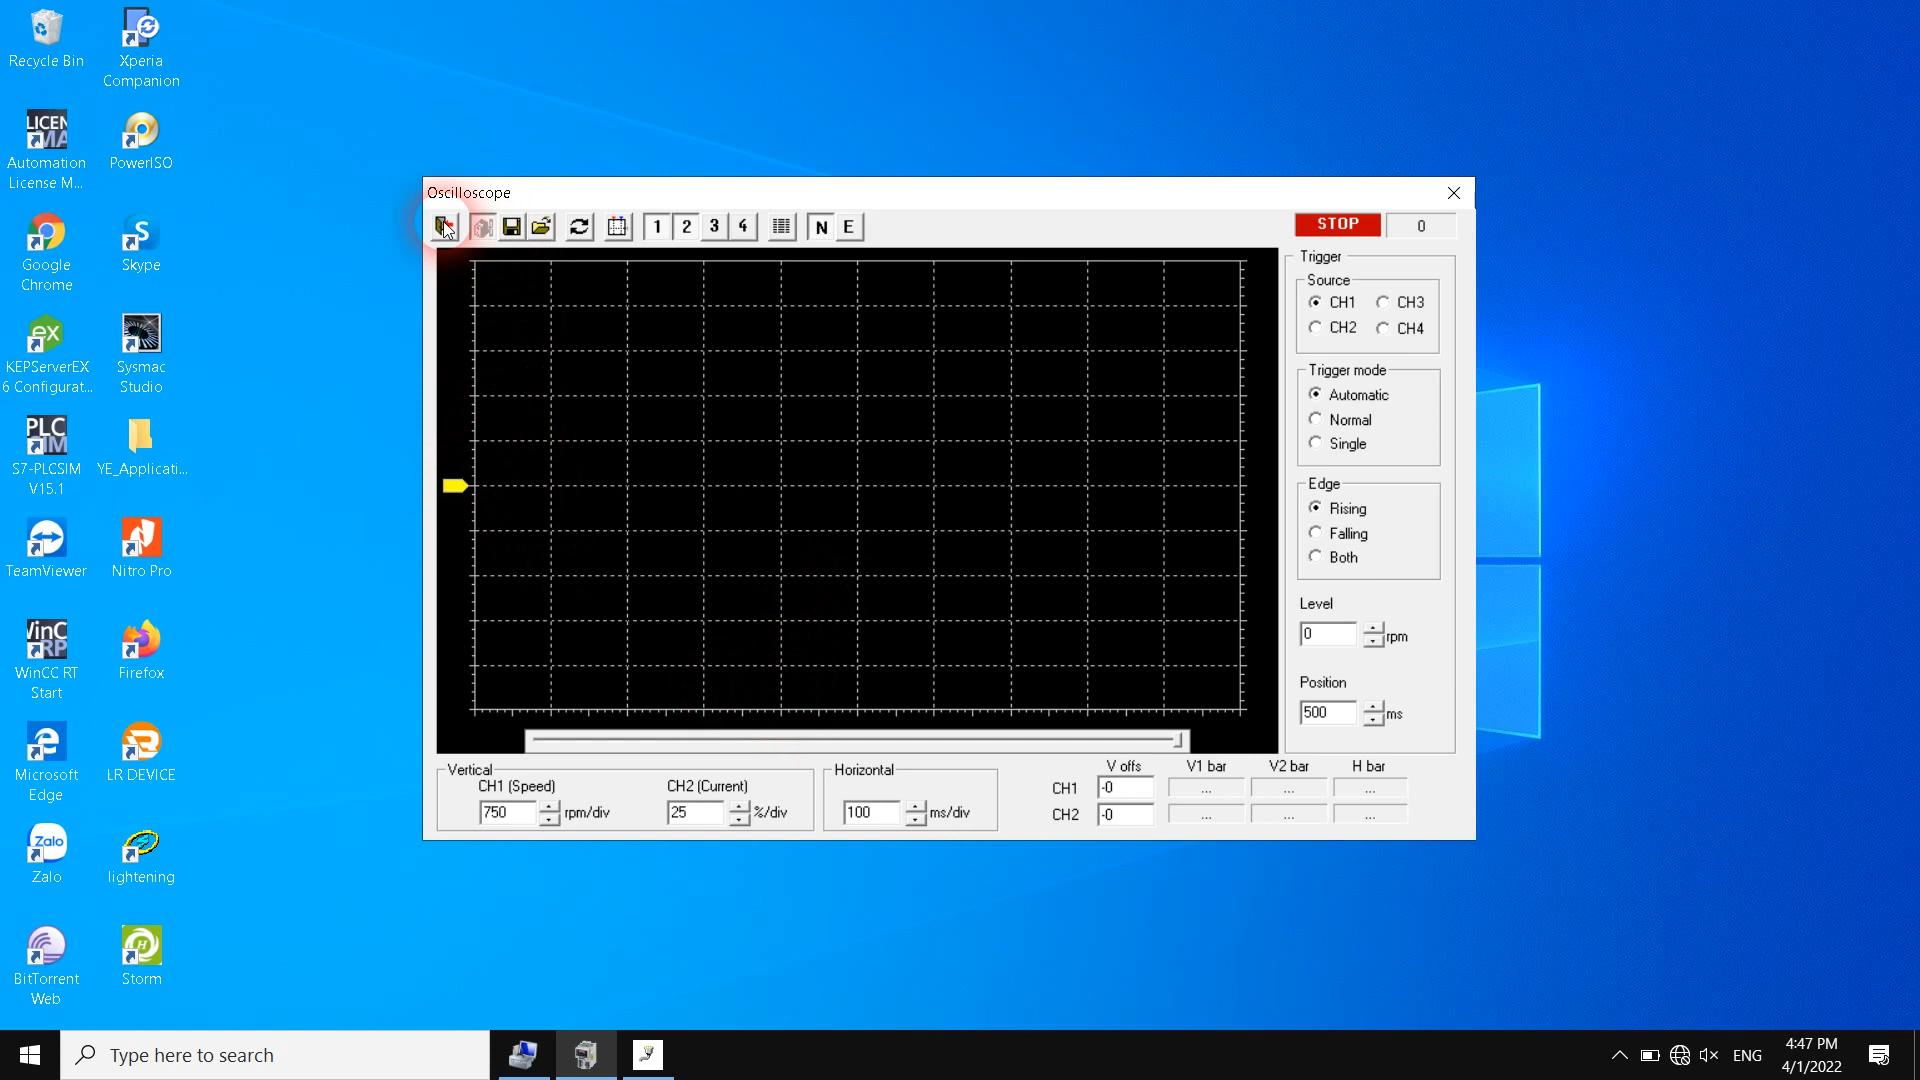 Recycle Bin
Xperia
Companion
LICEN
MA
Automation
License M...
PowerISO
Google
Chrome
S
Skype
ex
KEPServerEX
6 Configurat...
Sysmac
Studio
PLC
IM
S7-PLCSIM
V15.1
YE_Applicati...
TeamViewer
Nitro Pro
WinCC RT
Start
Firefox
Microsoft
Edge
LR DEVICE
Zalo
Zalo
lightening
BitTorrent
Web
H
Storm
Oscilloscope
1 2 3 4 N E
STOP 0
Trigger
Source
CH1 CH3
CH2 CH4
Trigger mode
Automatic
Normal
Single
Edge
Rising
Falling
Both
Level
0 rpm
Position
500 ms
Vertical
CH1 (Speed) CH2 (Current)
750 rpm/div 25 %/div
Horizontal
100 ms/div
V offs V1 bar V2 bar H bar
CH1 -0 ... ... ...
CH2 -0 ... ... ...
Type here to search
ENG
4:47 PM
4/1/2022